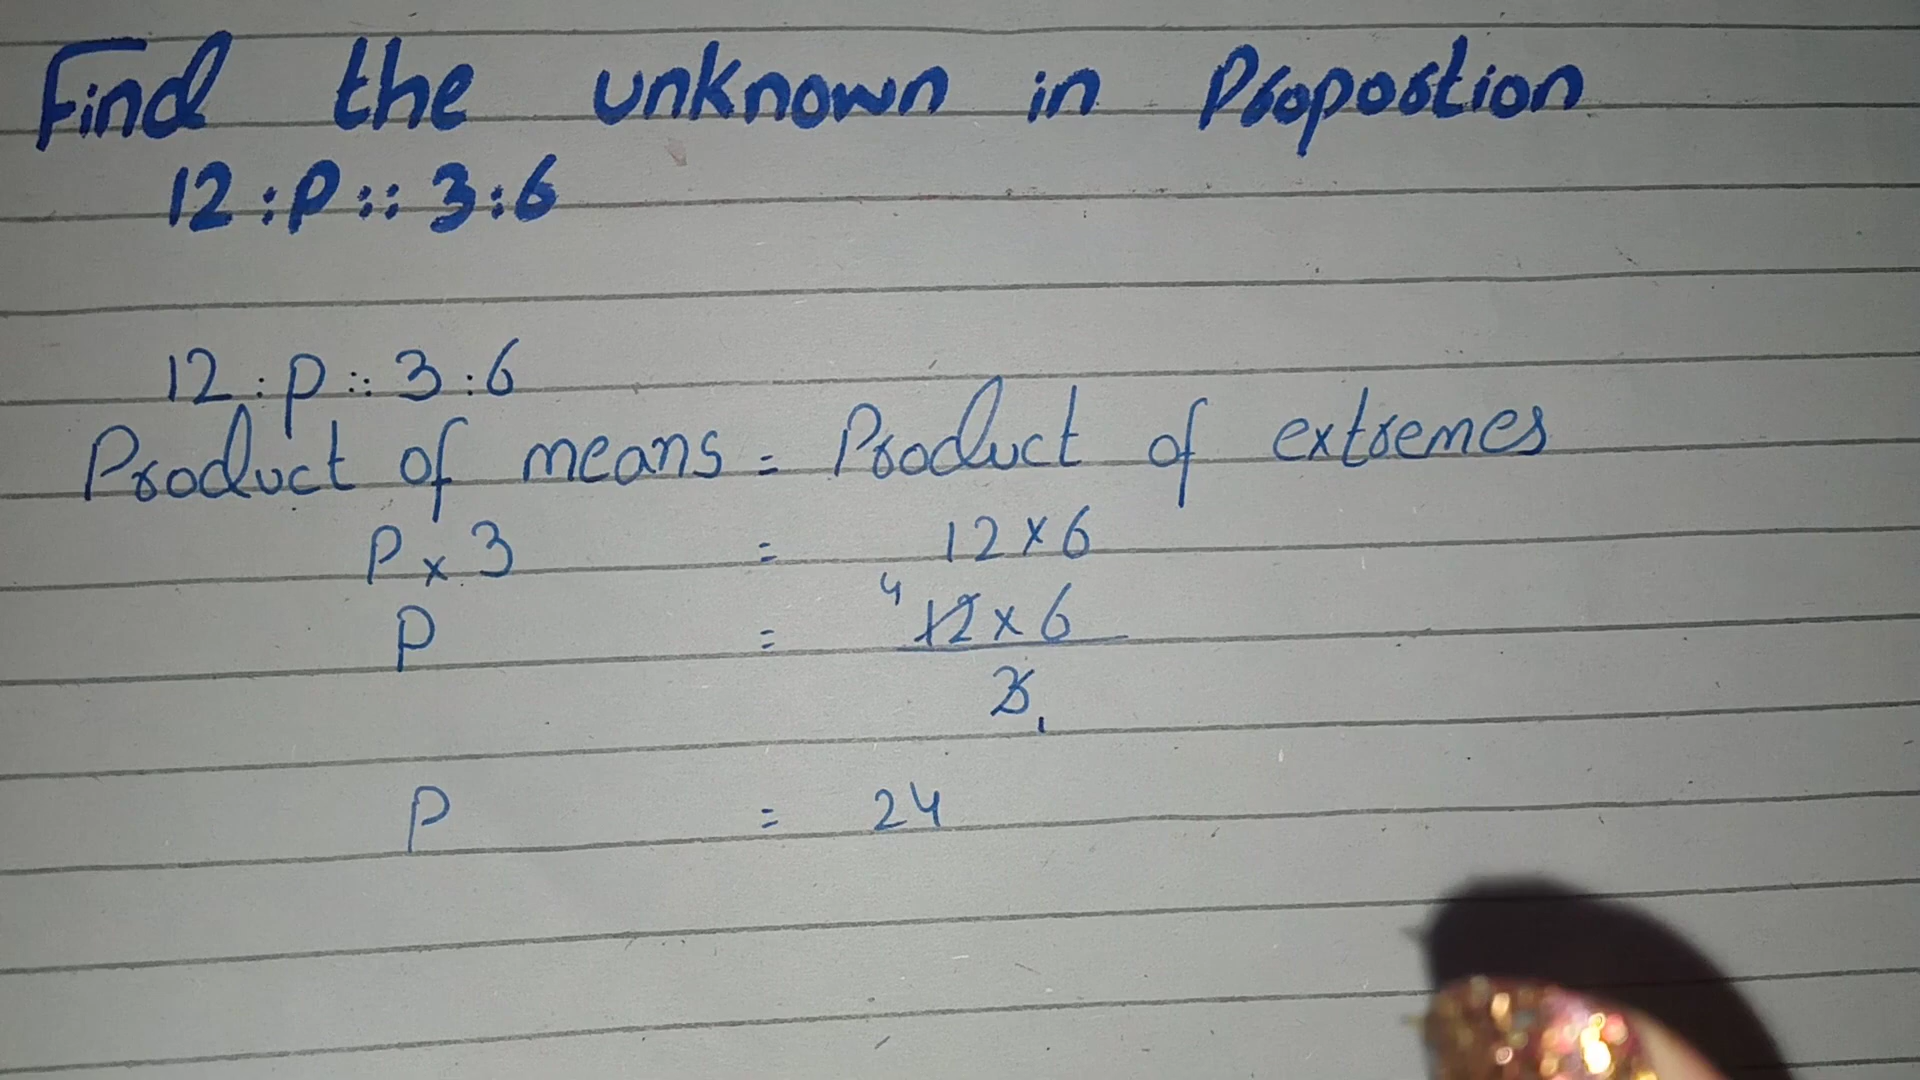 Find the unknown in Proportion
12:P::3:6
12:p::3:6
Product of means = Product of extremes
P x 3 = 12 x 6
P = 4 12 x 6
3 1
P = 24